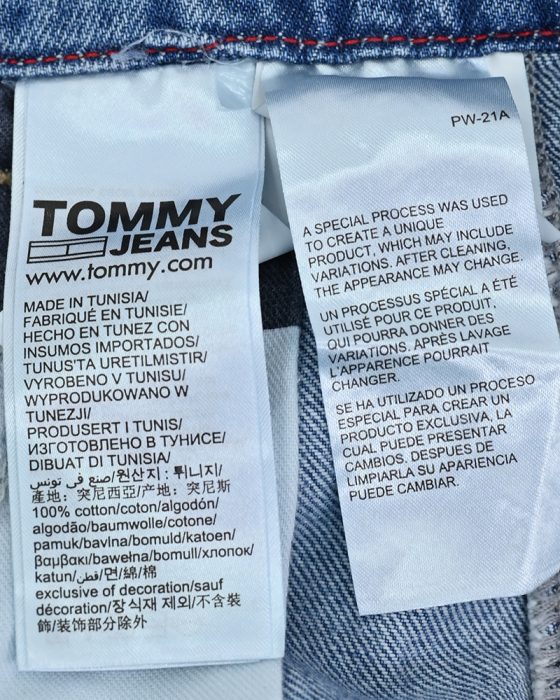 TOMMY
JEANS
www.tommy.com
MADE IN TUNISIA/
FABRIQUÉ EN TUNISIE/
HECHO EN TUNEZ CON
INSUMOS IMPORTADOS/
TUNUS'TA URETILMISTIR/
VYROBENO V TUNISU/
WYPRODUKOWANO W
TUNEZJI/
PRODUSERT I TUNIS/
ИЗГОТОВЛЕНО В ТУНИСЕ/
DIBUAT DI TUNISIA/
صنع في تونس/원산지 : 튀니지/
產地：突尼西亞/产地：突尼斯
100% cotton/coton/algodón/
algodão/baumwolle/cotone/
pamuk/bavlna/bomuld/katoen/
βαμβακι/bawełna/bomull/хлопок/
katun/قطن/면/綿/棉
exclusive of decoration/sauf
décoration/장식재 제외/不含裝
飾/装饰部分除外
PW-21A
A SPECIAL PROCESS WAS USED
TO CREATE A UNIQUE
PRODUCT, WHICH MAY INCLUDE
VARIATIONS. AFTER CLEANING,
THE APPEARANCE MAY CHANGE.
UN PROCESSUS SPÉCIAL A ÉTÉ
UTILISÉ POUR CE PRODUIT,
QUI POURRA DONNER DES
VARIATIONS. APRÈS LAVAGE
L'APPARENCE POURRAIT
CHANGER.
SE HA UTILIZADO UN PROCESO
ESPECIAL PARA CREAR UN
PRODUCTO EXCLUSIVA, LA
CUAL PUEDE PRESENTAR
CAMBIOS. DESPUES DE
LIMPIARLA SU APARIENCIA
PUEDE CAMBIAR.